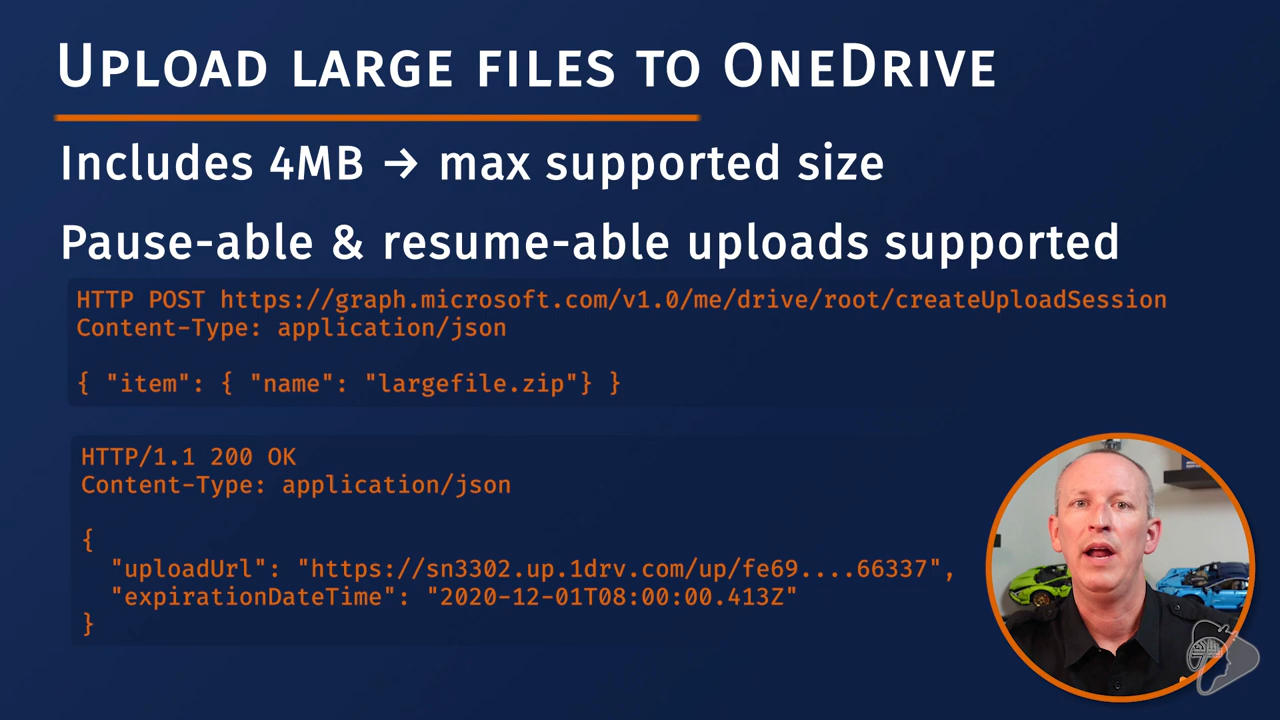 Upload large files to OneDrive
Includes 4MB → max supported size
Pause-able & resume-able uploads supported
HTTP POST https://graph.microsoft.com/v1.0/me/drive/root/createUploadSession
Content-Type: application/json
{ "item": { "name": "largefile.zip"} }
HTTP/1.1 200 OK
Content-Type: application/json
{
"uploadUrl": "https://sn3302.up.1drv.com/up/fe69....66337",
"expirationDateTime": "2020-12-01T08:00:00.413Z"
}